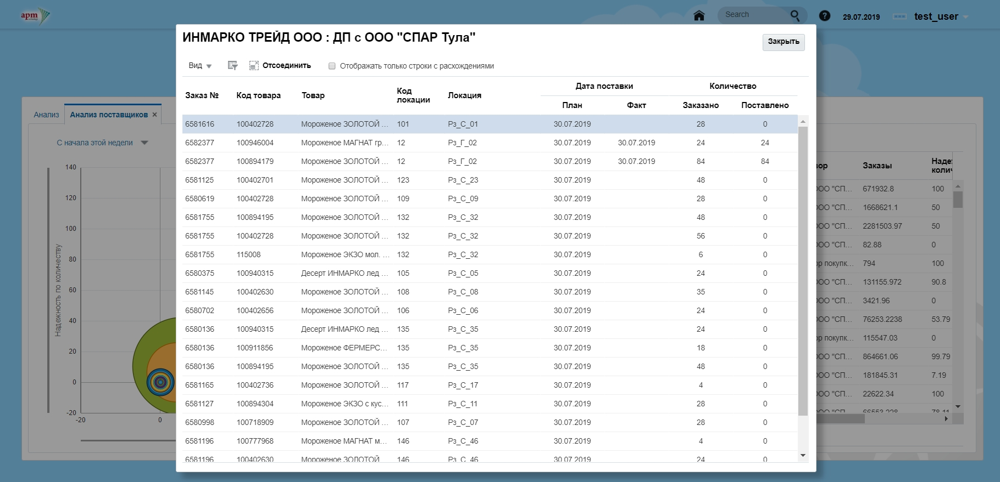 apm
Search
?
29.07.2019
test_user
ИНМАРКО ТРЕЙД ООО : ДП с ООО "СПАР Тула"
Закрыть
Вид
Отсоединить
Отображать только строки с расхождениями
Заказ № Код товара Товар Код локации Локация Дата поставки Количество
План Факт Заказано Поставлено
6581616 100402728 Мороженое ЗОЛОТОЙ ... 101 Рз_С_01 30.07.2019 28 0
6582377 100946004 Мороженое МАГНАТ гр... 12 Рз_Г_02 30.07.2019 30.07.2019 24 24
6582377 100894179 Мороженое ЗОЛОТОЙ ... 12 Рз_Г_02 30.07.2019 30.07.2019 84 84
6581125 100402701 Мороженое ЗОЛОТОЙ ... 123 Рз_С_23 30.07.2019 48 0
6580619 100402728 Мороженое ЗОЛОТОЙ ... 109 Рз_С_09 30.07.2019 28 0
6581755 100894195 Мороженое ЗОЛОТОЙ ... 132 Рз_С_32 30.07.2019 48 0
6581755 100402728 Мороженое ЗОЛОТОЙ ... 132 Рз_С_32 30.07.2019 56 0
6581755 115008 Мороженое ЭКЗО мол. ... 132 Рз_С_32 30.07.2019 6 0
6580375 100940315 Десерт ИНМАРКО лед ... 105 Рз_С_05 30.07.2019 24 0
6581145 100402630 Мороженое ЗОЛОТОЙ ... 108 Рз_С_08 30.07.2019 35 0
6580702 100402656 Мороженое ЗОЛОТОЙ ... 106 Рз_С_06 30.07.2019 24 0
6580136 100940315 Десерт ИНМАРКО лед ... 135 Рз_С_35 30.07.2019 24 0
6580136 100911856 Мороженое ФЕРМЕРС... 135 Рз_С_35 30.07.2019 18 0
6580136 100894195 Мороженое ЗОЛОТОЙ ... 135 Рз_С_35 30.07.2019 48 0
6581165 100402736 Мороженое ЗОЛОТОЙ ... 117 Рз_С_17 30.07.2019 4 0
6581127 100894304 Мороженое ЭКЗО с кус... 111 Рз_С_11 30.07.2019 28 0
6580998 100718909 Мороженое ЗОЛОТОЙ ... 107 Рз_С_07 30.07.2019 28 0
6581196 100777968 Мороженое МАГНАТ м... 146 Рз_С_46 30.07.2019 4 0
6581196 100402630 Мороженое ЗОЛОТОЙ 146 Рз_С_46 30.07.2019 24 0
Анализ
Анализ поставщиков ×
С начала этой недели
Надежность по количеству
140
120
100
80
60
40
20
0
-20
-20 0
Заказы
ООО "СП... 671932.8 100
ООО "СП... 1668621.1 50
ООО "СП... 2281503.97 50
ООО "СП... 82.88 0
покупк... 794 100
ООО "СП... 131155.972 90.8
ООО "СП... 3421.96 0
ООО "СП... 76253.2238 53.79
покупк... 115547.03 0
ООО "СП... 864661.06 99.79
ООО "СП... 181845.31 7.19
ООО "СП... 22622.34 100
ООО "СП 66553.228 78.11